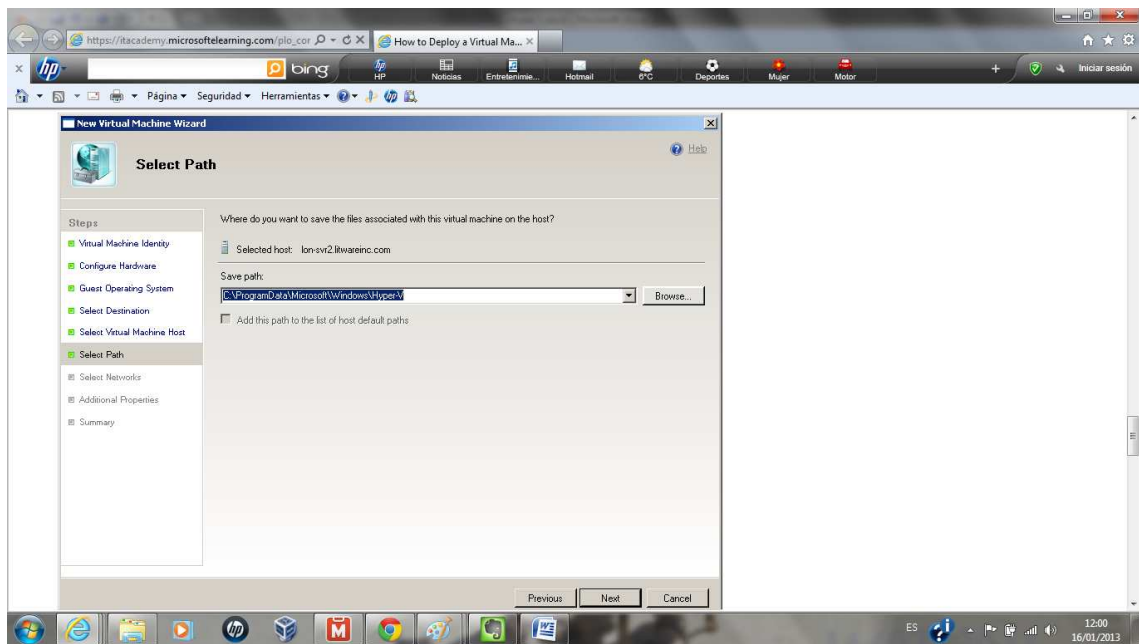 https://itacademy.microsoftelearning.com/plo_cor
How to Deploy a Virtual Ma...
hp
bing
HP
Noticias
Entretenimie...
Hotmail
6°C
Deportes
Mujer
Motor
Iniciar sesión
Página
Seguridad
Herramientas
New Virtual Machine Wizard
Select Path
Help
Steps
Virtual Machine Identity
Configure Hardware
Guest Operating System
Select Destination
Select Virtual Machine Host
Select Path
Select Networks
Additional Properties
Summary
Where do you want to save the files associated with this virtual machine on the host?
Selected host: lon-svr2.litwareinc.com
Save path:
C:\ProgramData\Microsoft\Windows\Hyper-V
Browse...
Add this path to the list of host default paths
Previous
Next
Cancel
ES
12:00
16/01/2013